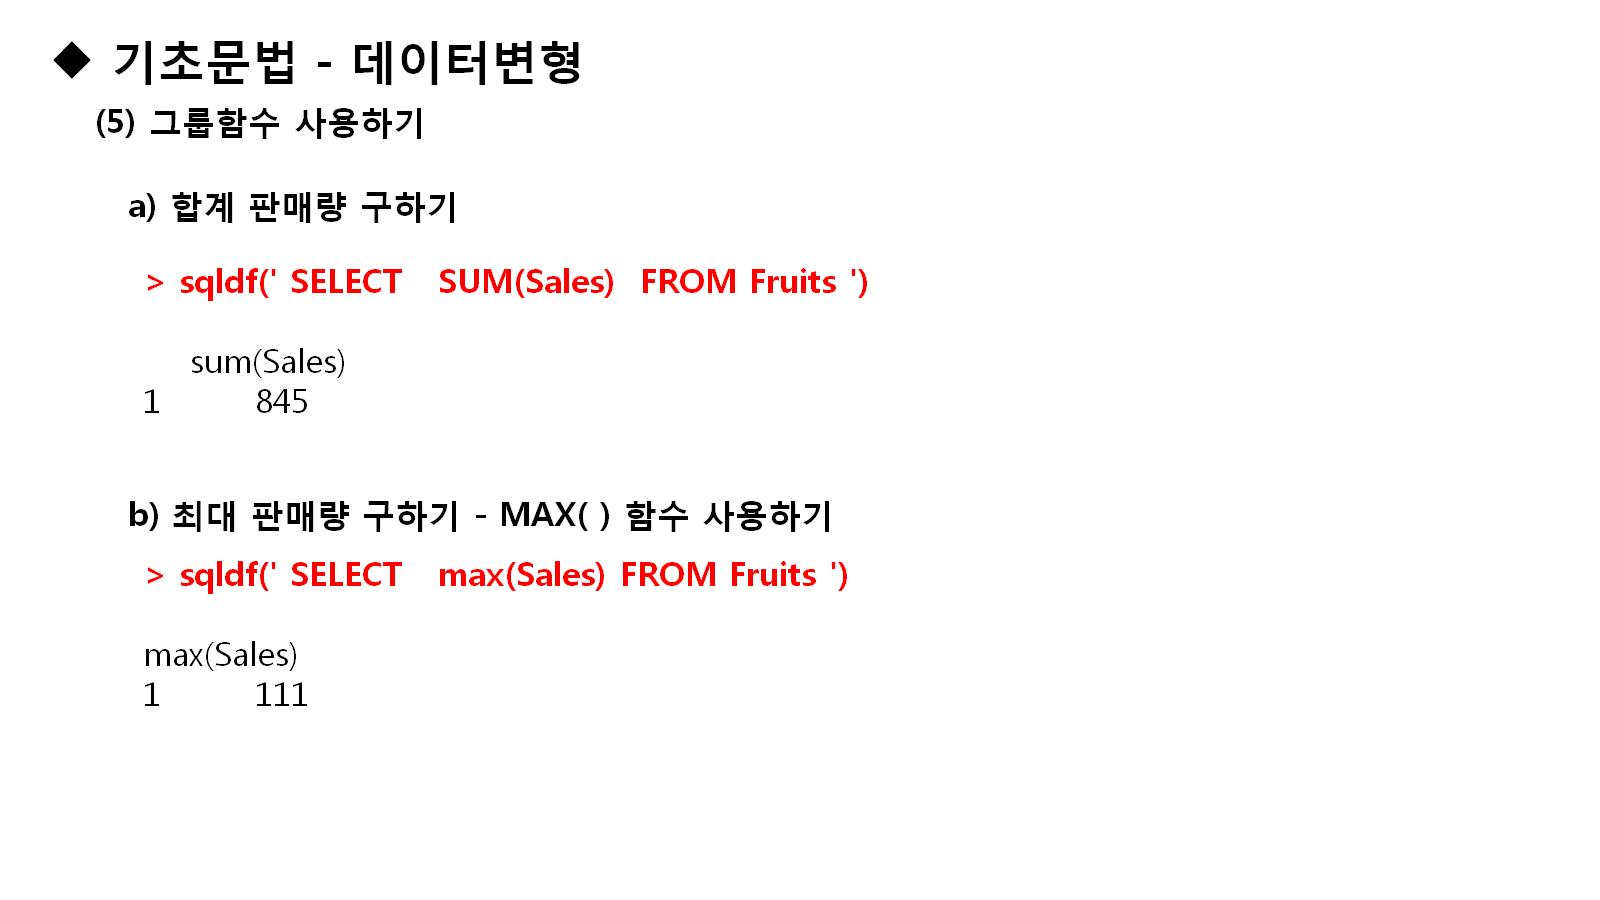 ◆ 기초문법 - 데이터변형
(5) 그룹함수 사용하기
a) 합계 판매량 구하기
> sqldf(' SELECT SUM(Sales) FROM Fruits ')
sum(Sales)
1 845
b) 최대 판매량 구하기 - MAX( ) 함수 사용하기
> sqldf(' SELECT max(Sales) FROM Fruits ')
max(Sales)
1 111